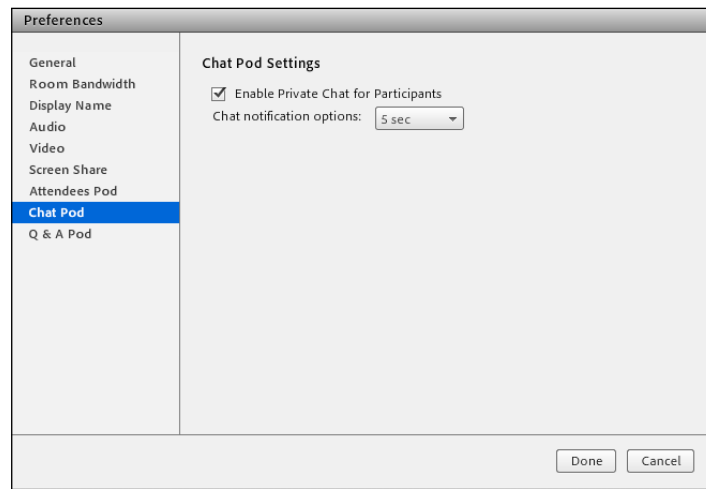 Preferences
General
Room Bandwidth
Display Name
Audio
Video
Screen Share
Attendees Pod
Chat Pod
Q & A Pod
Chat Pod Settings
Enable Private Chat for Participants
Chat notification options: 5 sec
Done Cancel